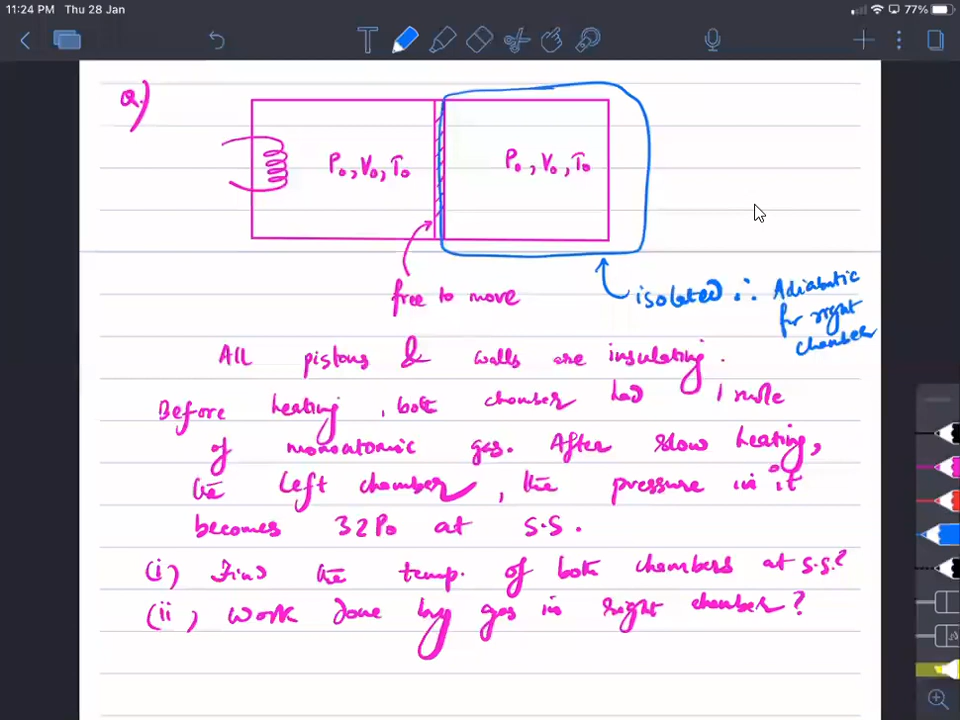 11:24 PM Thu 28 Jan
77%
T
Q.)
P₀, V₀, T₀
P₀, V₀, T₀
free to move
isolated ∴ Adiabatic
for right
chamber
All pistons & walls are insulating.
Before heating, both chamber had 1 mole
of monoatomic gas. After slow heating,
the left chamber, the pressure in it
becomes 32P₀ at s.s.
(i) Find the temp. of both chambers at s.s.?
(ii) Work done by gas in right chamber?